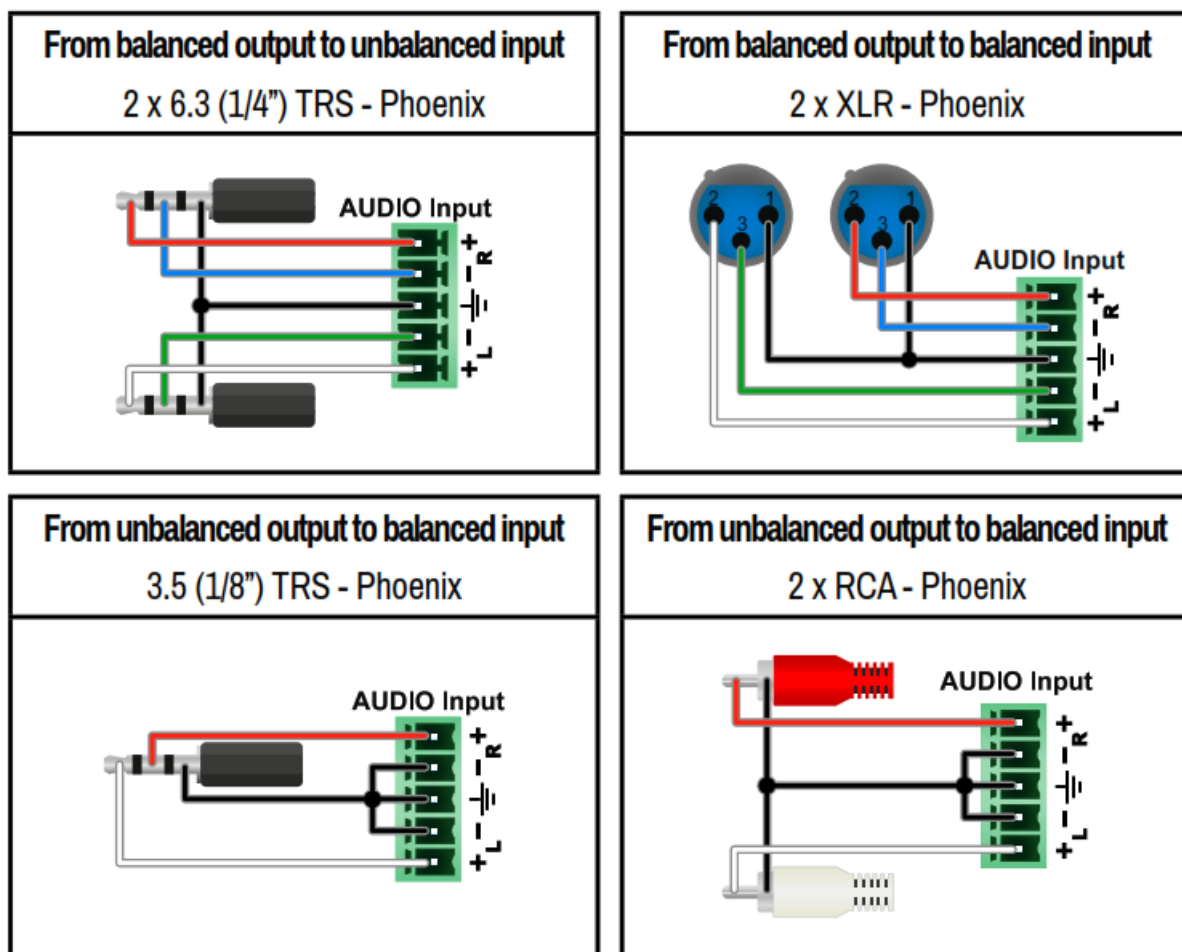 From balanced output to unbalanced input
2 x 6.3 (1/4”) TRS - Phoenix
AUDIO Input
+
R
-
-
L
+
From balanced output to balanced input
2 x XLR - Phoenix
2 1
3
2 1
3
AUDIO Input
+
R
-
-
L
+
From unbalanced output to balanced input
3.5 (1/8”) TRS - Phoenix
AUDIO Input
+
R
-
-
L
+
From unbalanced output to balanced input
2 x RCA - Phoenix
AUDIO Input
+
R
-
-
L
+